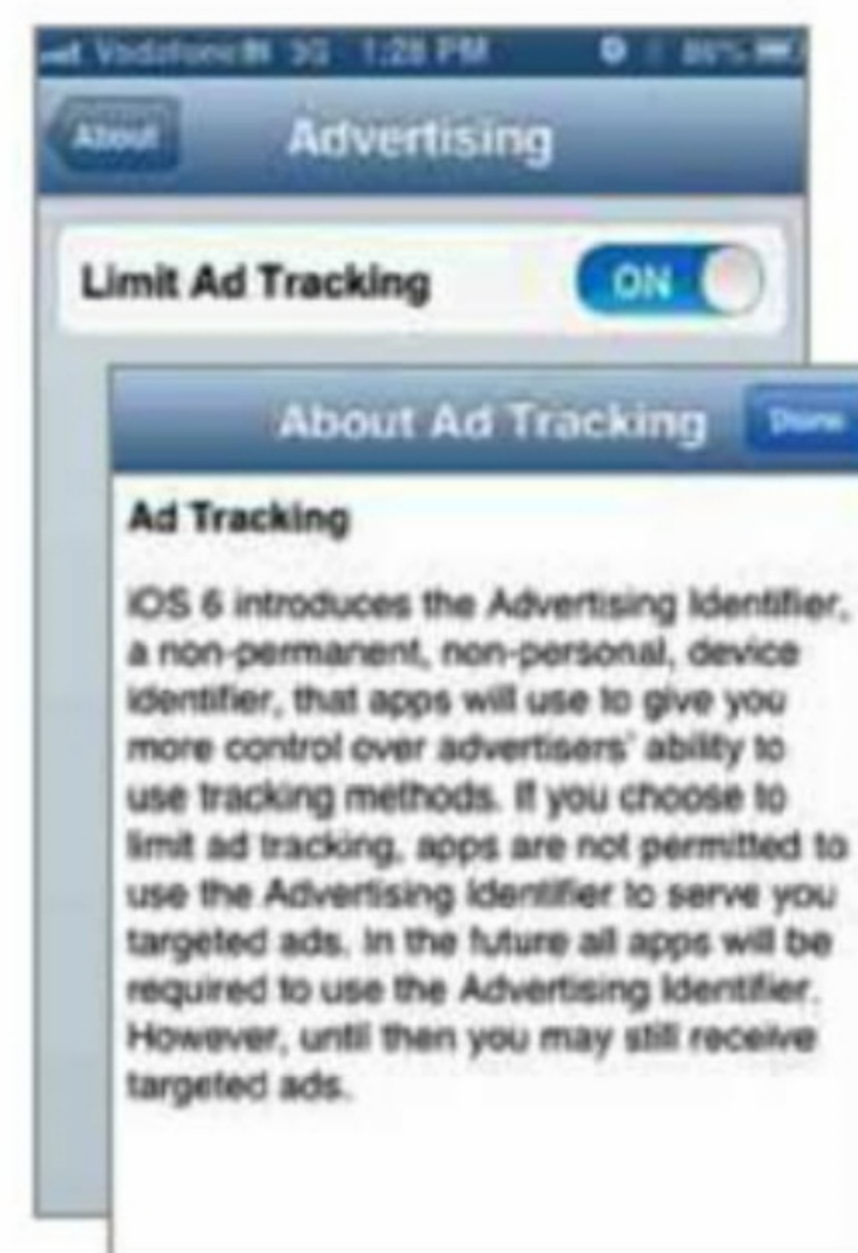 Vodafone IN 3G 1:28 PM
About
Advertising
Limit Ad Tracking
ON
About Ad Tracking
Done
Ad Tracking
iOS 6 introduces the Advertising Identifier,
a non-permanent, non-personal, device
identifier, that apps will use to give you
more control over advertisers' ability to
use tracking methods. If you choose to
limit ad tracking, apps are not permitted to
use the Advertising Identifier to serve you
targeted ads. In the future all apps will be
required to use the Advertising Identifier.
However, until then you may still receive
targeted ads.